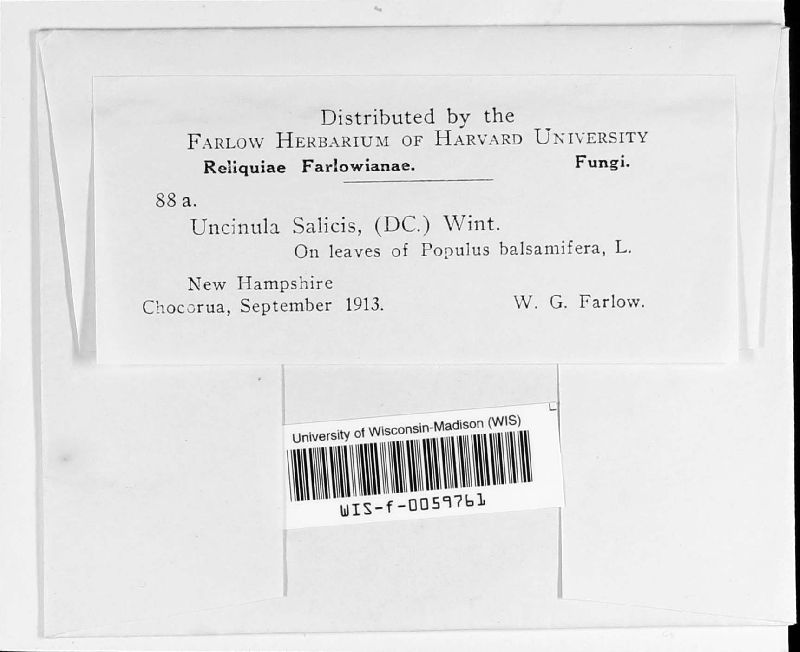 Distributed by the
Farlow Herbarium of Harvard University
Reliquiae Farlowianae. Fungi.
88 a.
Uncinula Salicis, (DC.) Wint.
On leaves of Populus balsamifera, L.
New Hampshire
Chocorua, September 1913. W. G. Farlow.
University of Wisconsin-Madison (WIS)
WIS-f-0059761